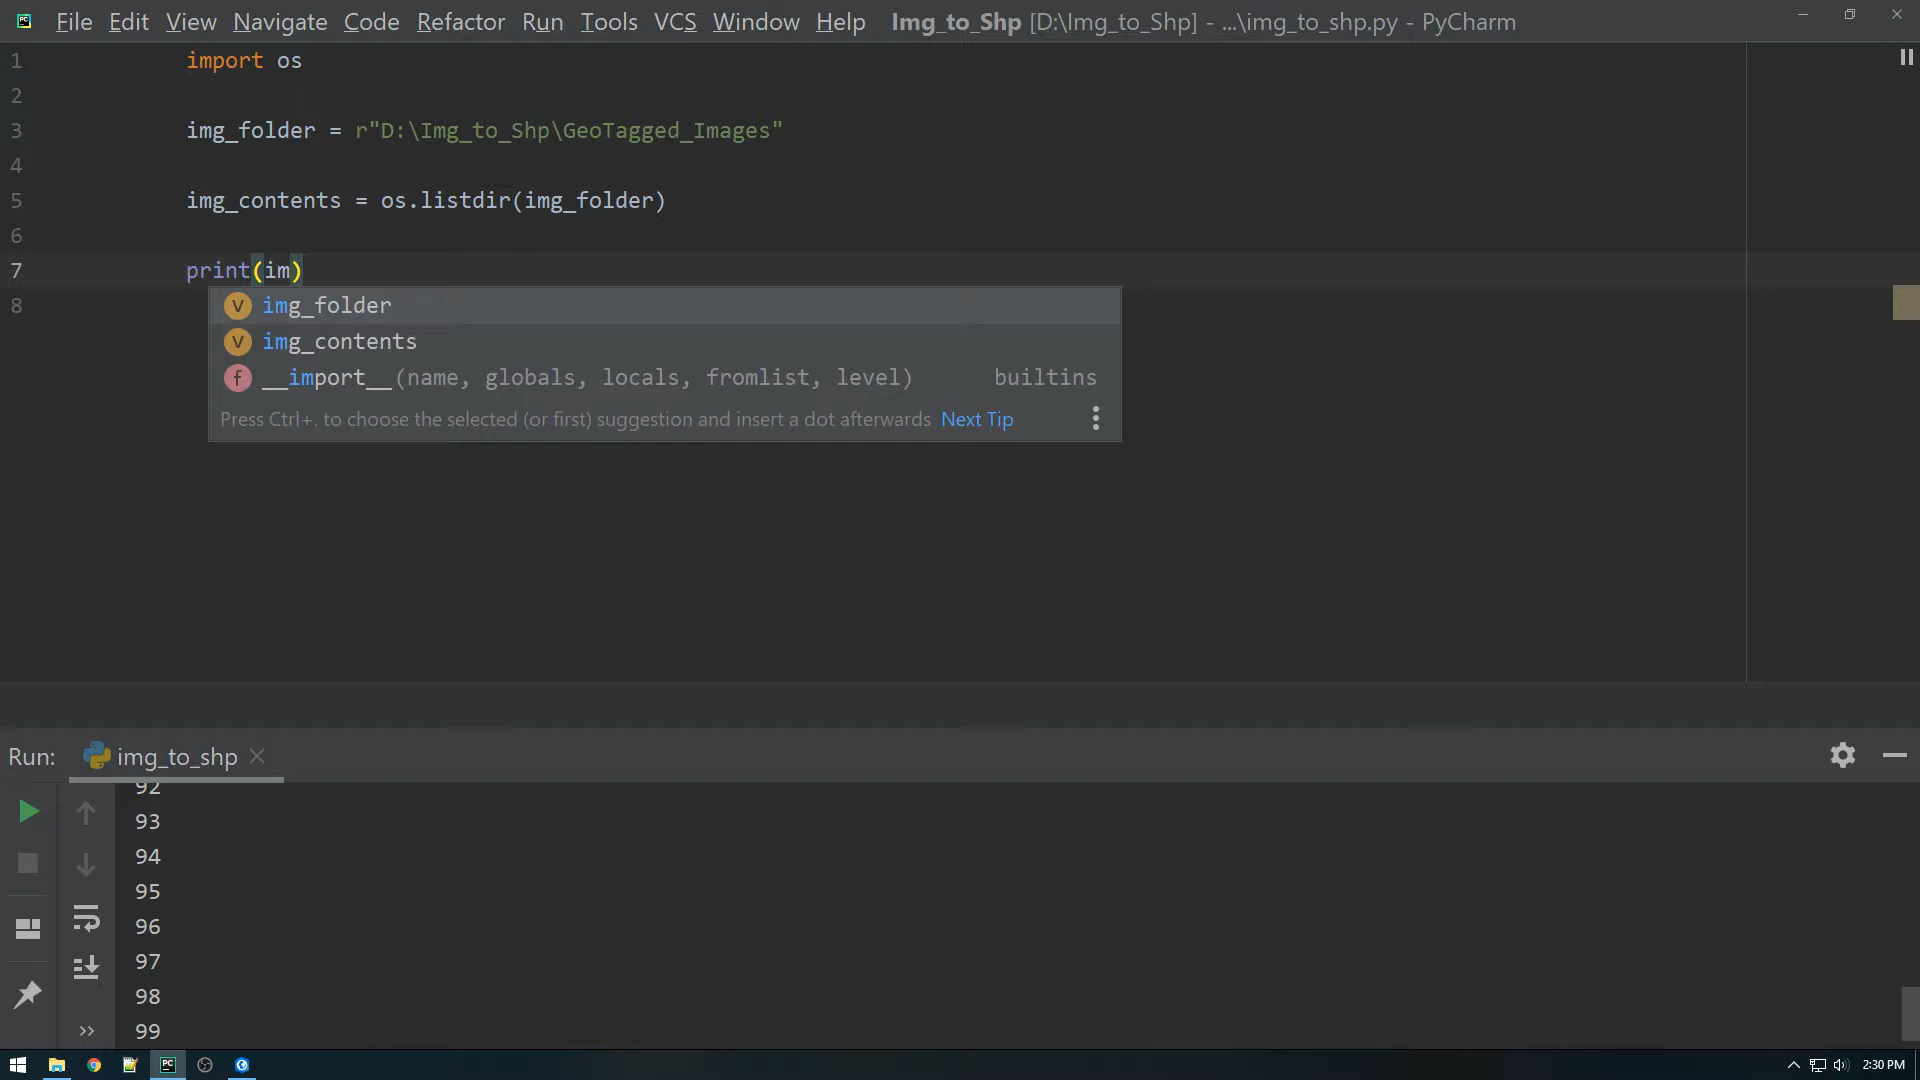 PC File Edit View Navigate Code Refactor Run Tools VCS Window Help Img_to_Shp [D:\Img_to_Shp] - ...\img_to_shp.py - PyCharm
1 import os
2
3 img_folder = r"D:\Img_to_Shp\GeoTagged_Images"
4
5 img_contents = os.listdir(img_folder)
6
7 print(im)
8
V img_folder
V img_contents
f __import__(name, globals, locals, fromlist, level) builtins
Press Ctrl+. to choose the selected (or first) suggestion and insert a dot afterwards Next Tip
Run: img_to_shp
92
93
94
95
96
97
98
99
PC 2:30 PM